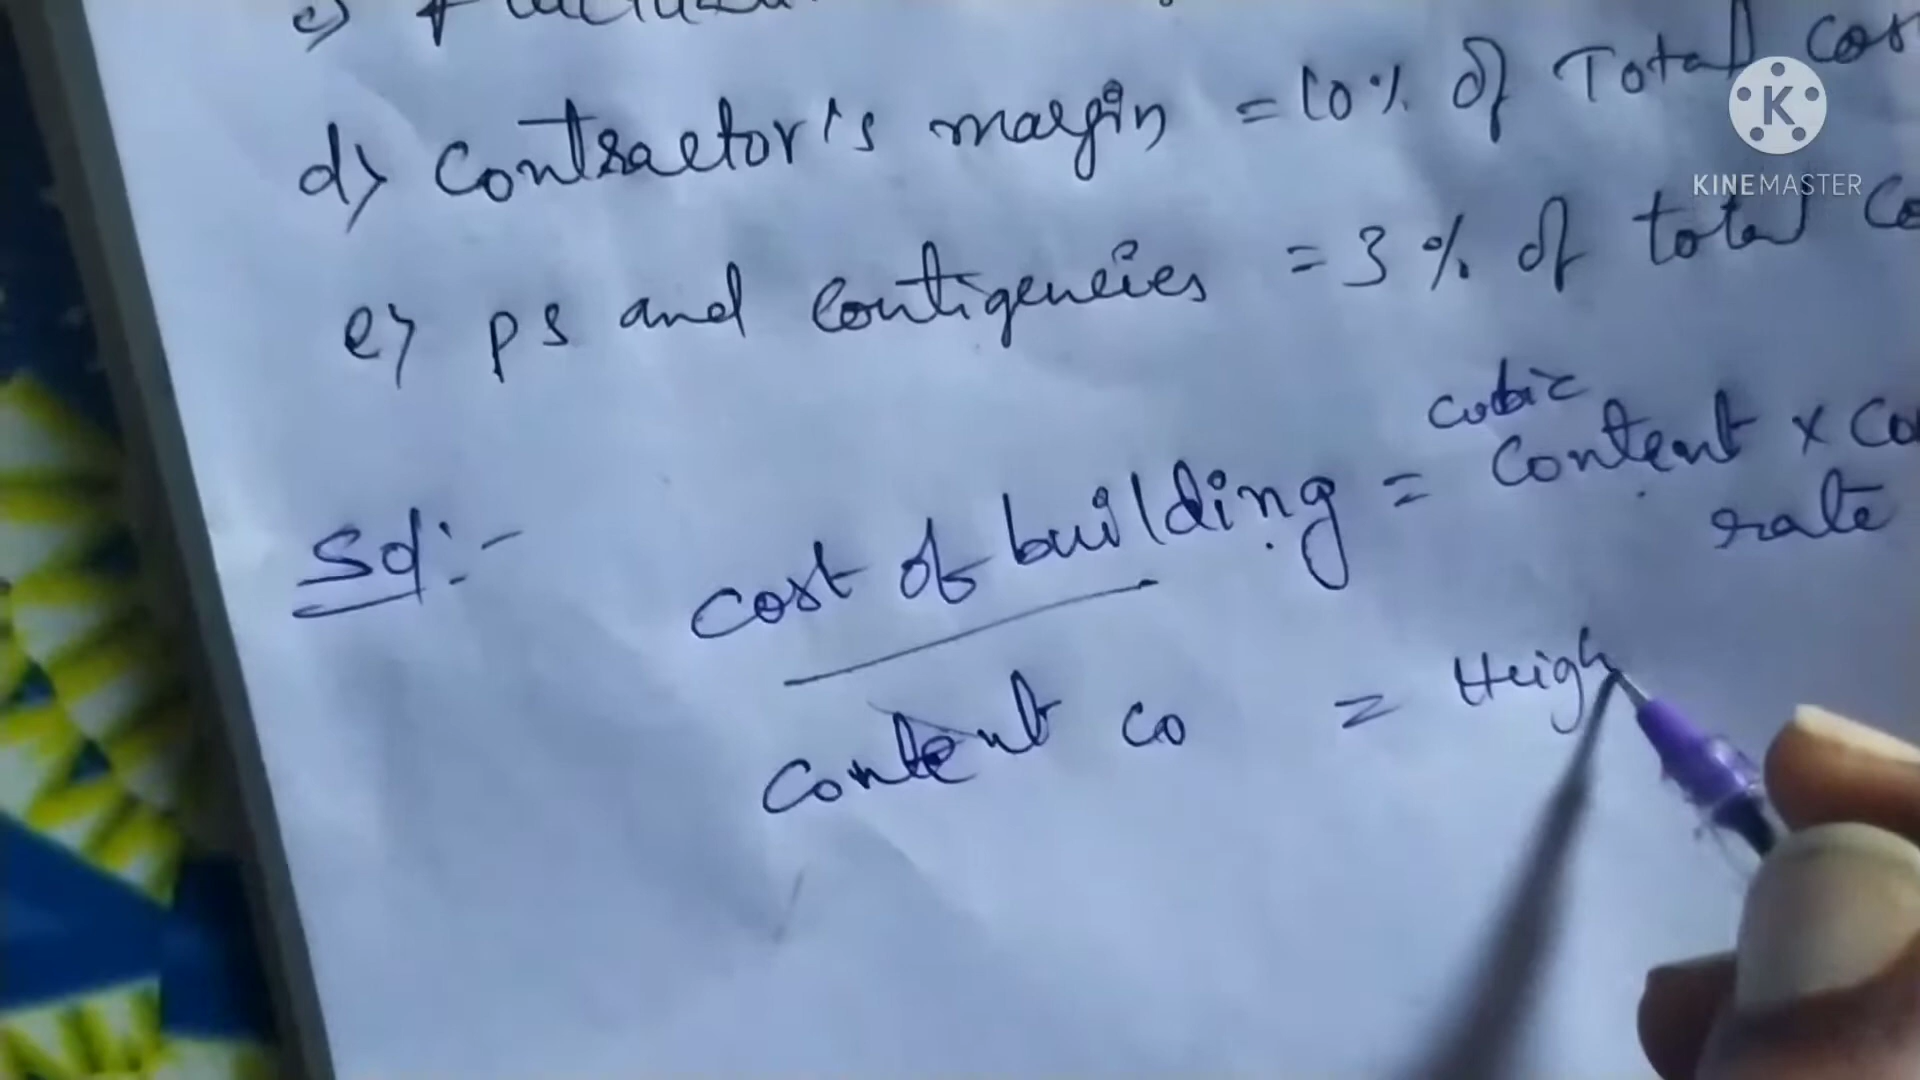 d) Contractor's margin = 10% of Total
K
KINEMASTER
e) PS and contigencies = 3% of total
Sol:- cost of building = cubic content x
rate
content co = Heigh